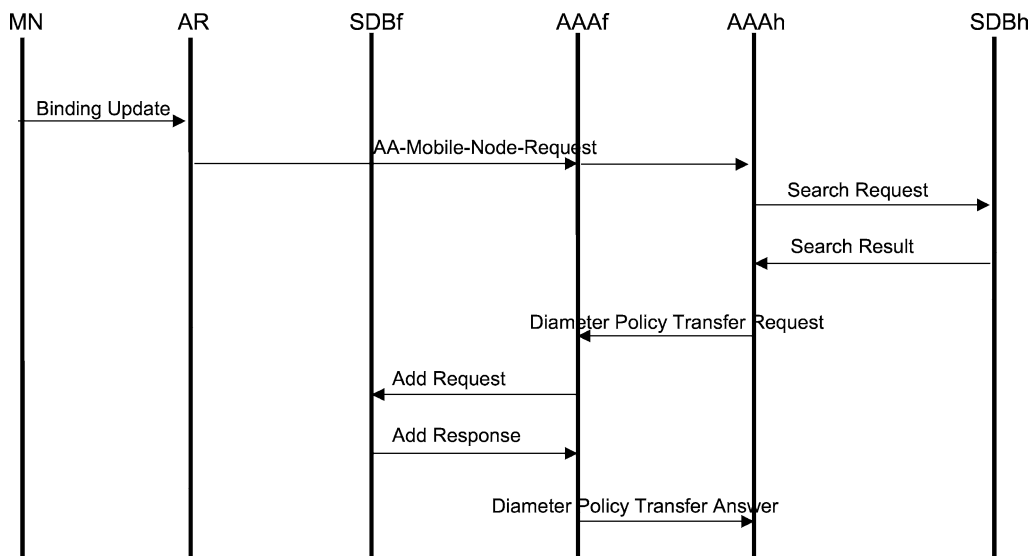 MN AR SDBf AAAf AAAh SDBh
Binding Update
AA-Mobile-Node-Request
Search Request
Search Result
Diameter Policy Transfer Request
Add Request
Add Response
Diameter Policy Transfer Answer